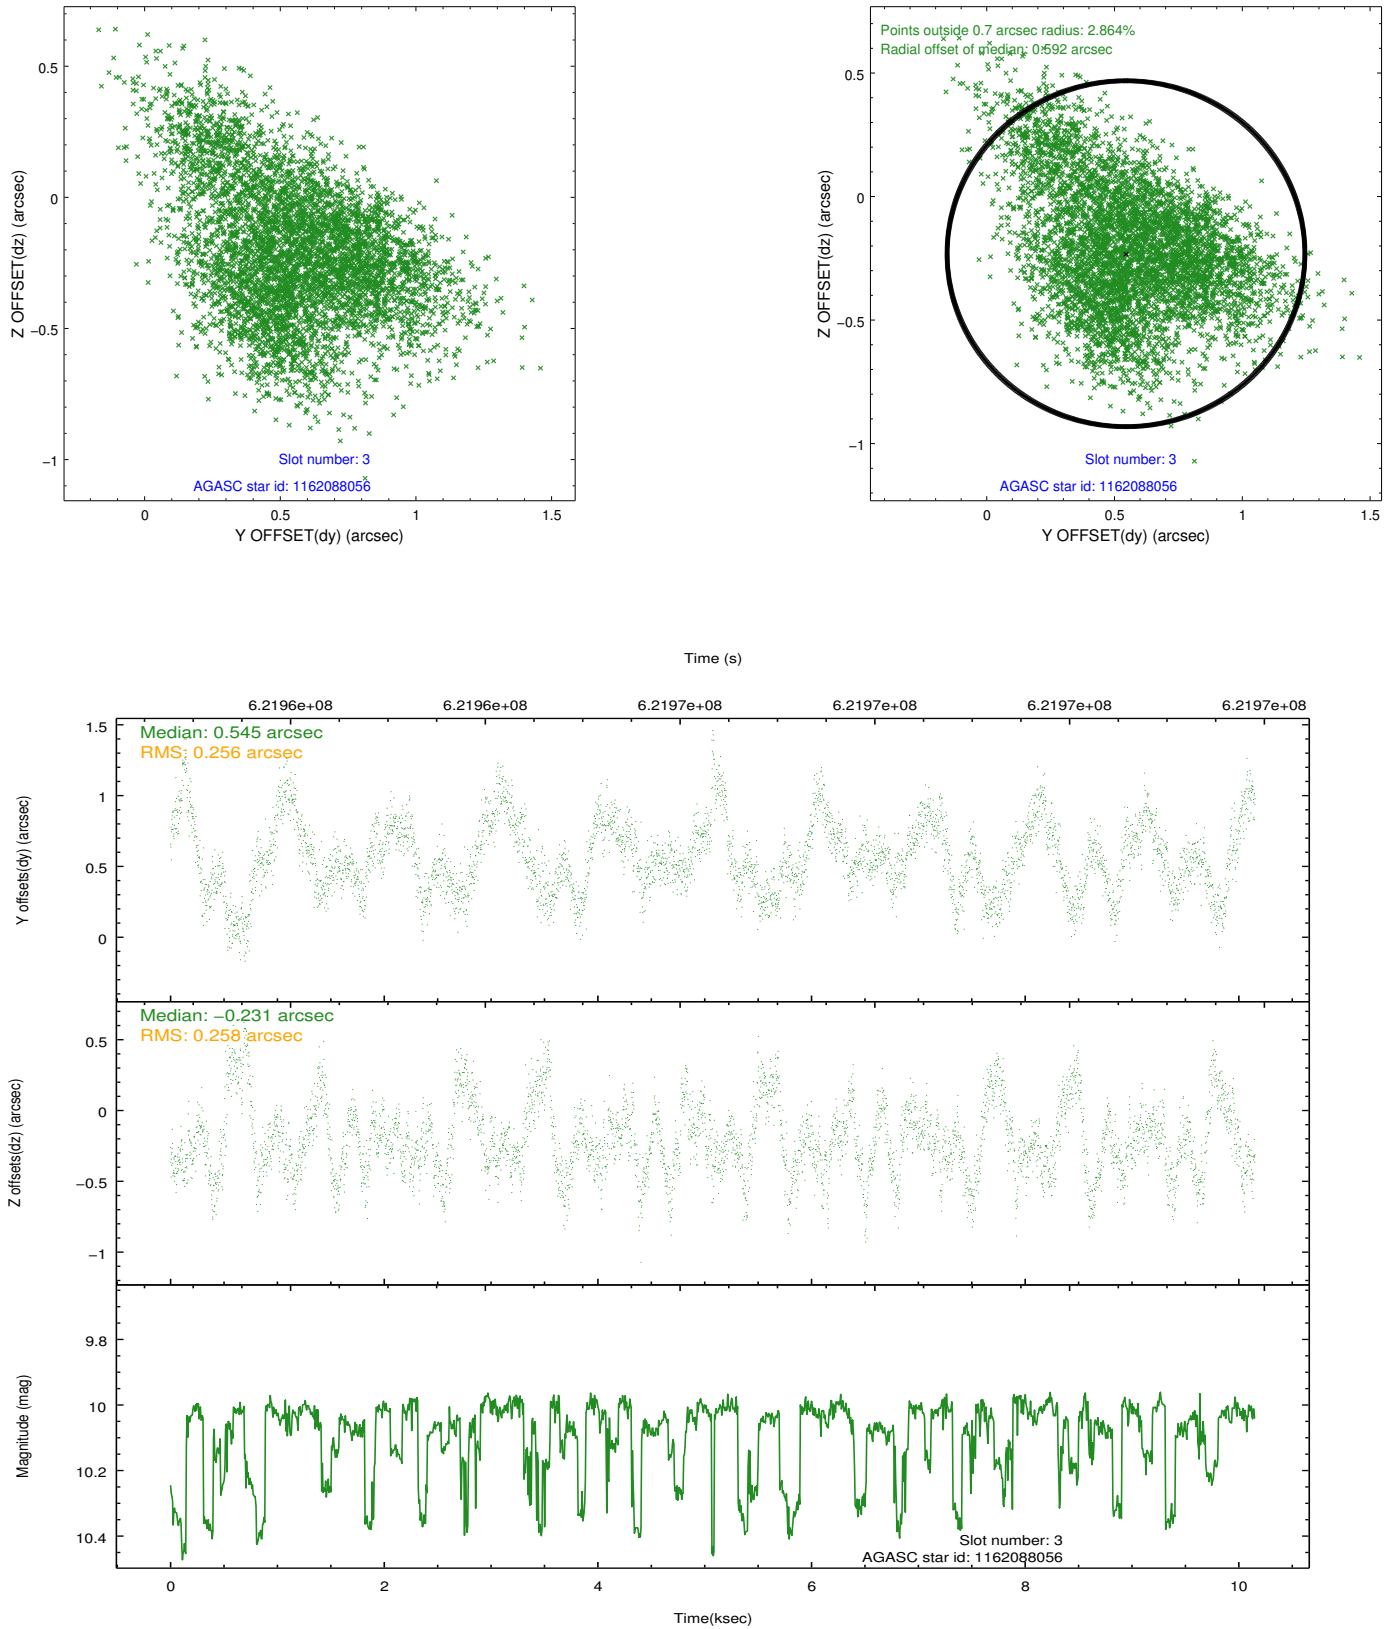 0.5
0
−0.5
−1
Z OFFSET(dz) (arcsec)
Slot number: 3
AGASC star id: 1162088056
0 0.5 1 1.5
Y OFFSET(dy) (arcsec)
Points outside 0.7 arcsec radius: 2.864%
Radial offset of median: 0.592 arcsec
0.5
0
−0.5
−1
Z OFFSET(dz) (arcsec)
Slot number: 3
AGASC star id: 1162088056
0 0.5 1 1.5
Y OFFSET(dy) (arcsec)
Time (s)
6.2196e+08 6.2196e+08 6.2197e+08 6.2197e+08 6.2197e+08 6.2197e+08
Median: 0.545 arcsec
RMS: 0.256 arcsec
1.5
1
0.5
0
Y offsets(dy) (arcsec)
Median: −0.231 arcsec
RMS: 0.258 arcsec
0.5
0
−0.5
−1
Z offsets(dz) (arcsec)
9.8
10
10.2
10.4
Magnitude (mag)
Slot number: 3
AGASC star id: 1162088056
0 2 4 6 8 10
Time(ksec)